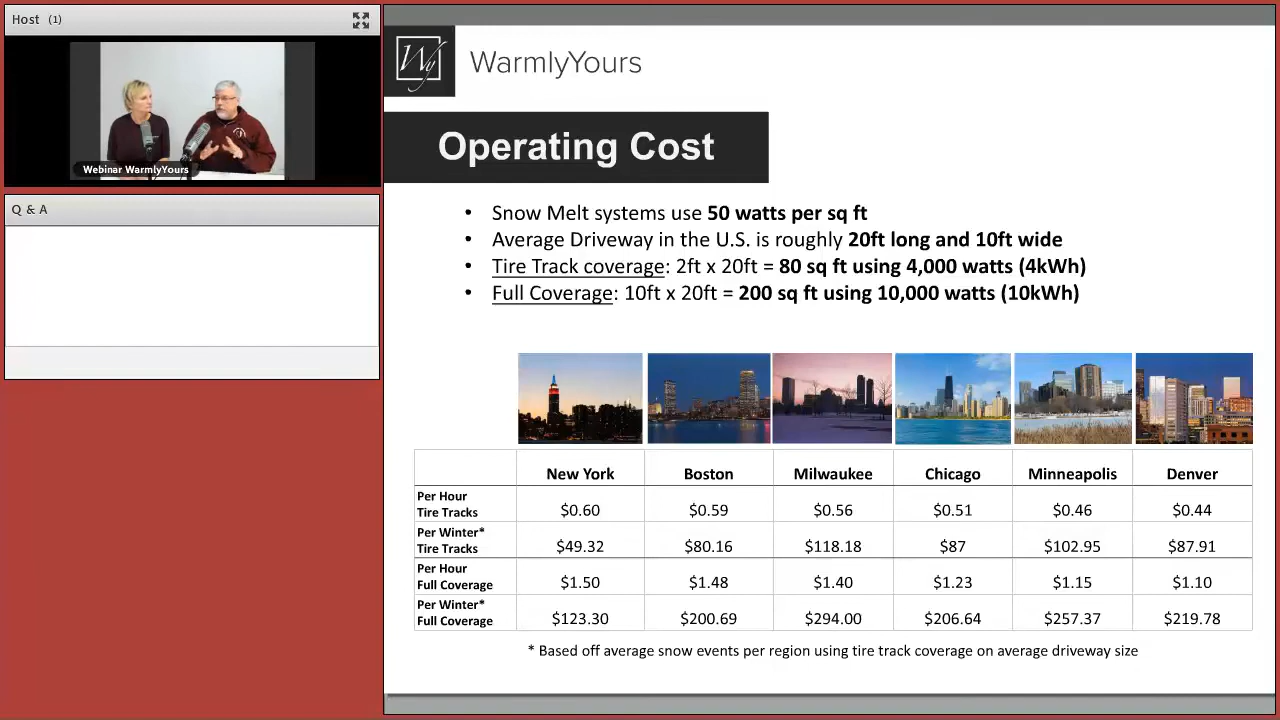 Host (1)
Webinar WarmlyYours
Q & A
Wy
WarmlyYours
Operating Cost
• Snow Melt systems use 50 watts per sq ft
• Average Driveway in the U.S. is roughly 20ft long and 10ft wide
• Tire Track coverage: 2ft x 20ft = 80 sq ft using 4,000 watts (4kWh)
• Full Coverage: 10ft x 20ft = 200 sq ft using 10,000 watts (10kWh)
New York Boston Milwaukee Chicago Minneapolis Denver
Per Hour
Tire Tracks $0.60 $0.59 $0.56 $0.51 $0.46 $0.44
Per Winter*
Tire Tracks $49.32 $80.16 $118.18 $87 $102.95 $87.91
Per Hour
Full Coverage $1.50 $1.48 $1.40 $1.23 $1.15 $1.10
Per Winter*
Full Coverage $123.30 $200.69 $294.00 $206.64 $257.37 $219.78
* Based off average snow events per region using tire track coverage on average driveway size